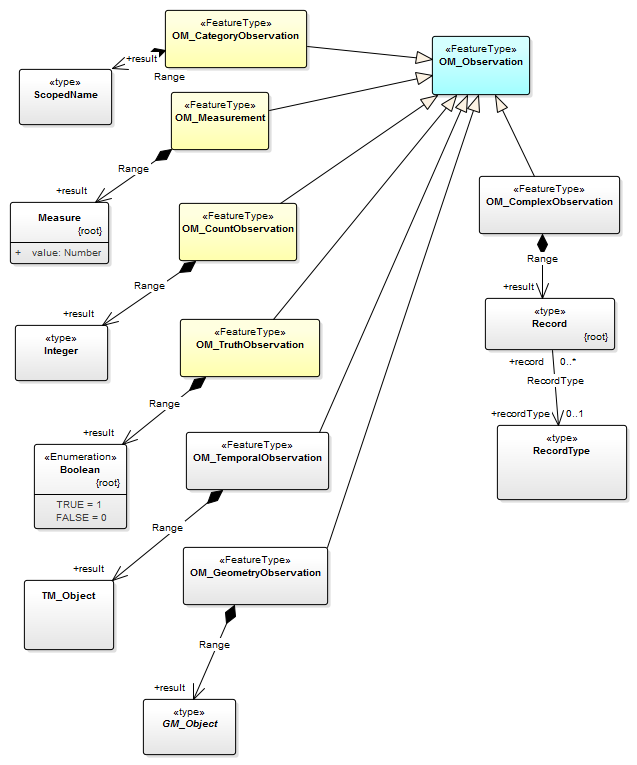 «FeatureType»
OM_CategoryObservation
+result
Range
«type»
ScopedName
«FeatureType»
OM_Observation
«FeatureType»
OM_Measurement
Range
+result
Measure
{root}
+ value: Number
«FeatureType»
OM_CountObservation
Range
+result
«type»
Integer
«FeatureType»
OM_ComplexObservation
Range
+result
«type»
Record
{root}
+record 0..*
RecordType
+recordType 0..1
«type»
RecordType
«FeatureType»
OM_TruthObservation
Range
+result
«Enumeration»
Boolean
{root}
TRUE = 1
FALSE = 0
«FeatureType»
OM_TemporalObservation
Range
+result
TM_Object
«FeatureType»
OM_GeometryObservation
Range
+result
«type»
GM_Object